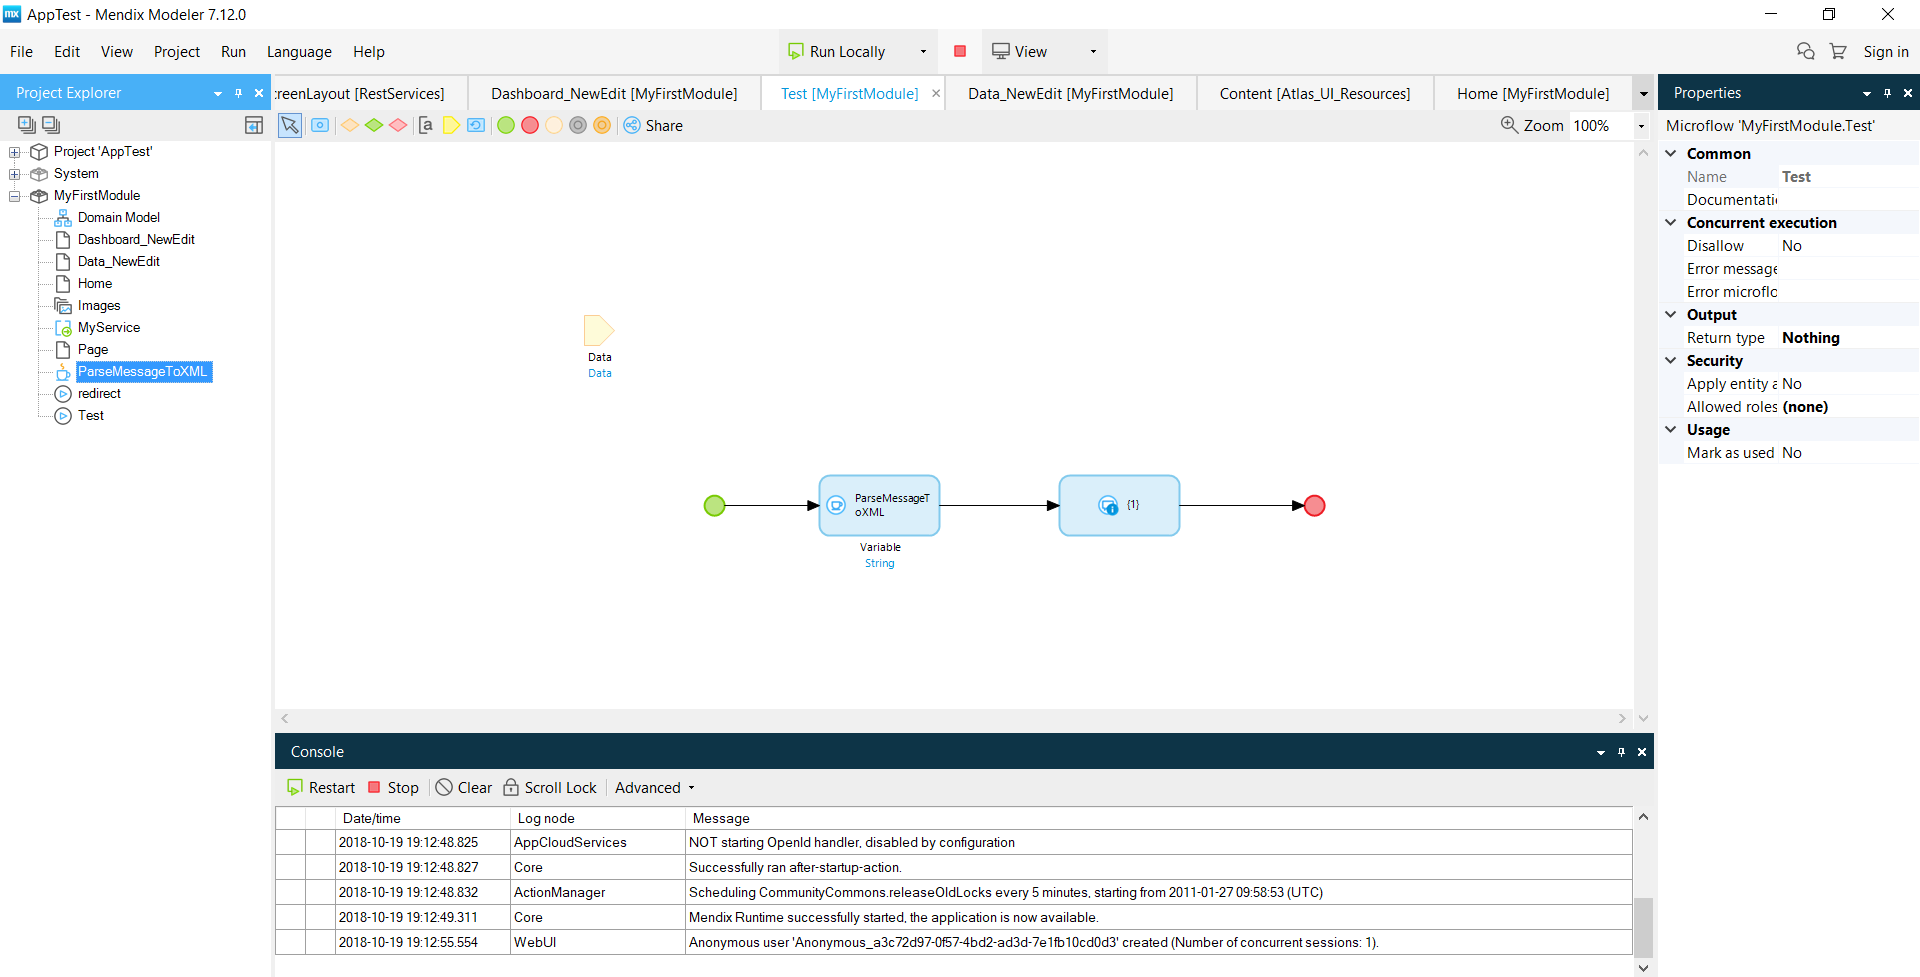 mx AppTest - Mendix Modeler 7.12.0
File Edit View Project Run Language Help
Run Locally View
Sign in
Project Explorer
reenLayout [RestServices] Dashboard_NewEdit [MyFirstModule] Test [MyFirstModule] Data_NewEdit [MyFirstModule] Content [Atlas_UI_Resources] Home [MyFirstModule]
Properties
[a Share Zoom 100%
Microflow 'MyFirstModule.Test'
Project 'AppTest'
System
MyFirstModule
Domain Model
Dashboard_NewEdit
Data_NewEdit
Home
Images
MyService
Page
ParseMessageToXML
redirect
Test
Data
Data
ParseMessageT
oXML
{1}
Variable
String
Common
Name Test
Documentati
Concurrent execution
Disallow No
Error message
Error microflo
Output
Return type Nothing
Security
Apply entity a No
Allowed roles (none)
Usage
Mark as used No
Console
Restart Stop Clear Scroll Lock Advanced
Date/time Log node Message
2018-10-19 19:12:48.825 AppCloudServices NOT starting OpenId handler, disabled by configuration
2018-10-19 19:12:48.827 Core Successfully ran after-startup-action.
2018-10-19 19:12:48.832 ActionManager Scheduling CommunityCommons.releaseOldLocks every 5 minutes, starting from 2011-01-27 09:58:53 (UTC)
2018-10-19 19:12:49.311 Core Mendix Runtime successfully started, the application is now available.
2018-10-19 19:12:55.554 WebUI Anonymous user 'Anonymous_a3c72d97-0f57-4bd2-ad3d-7e1fb10cd0d3' created (Number of concurrent sessions: 1).